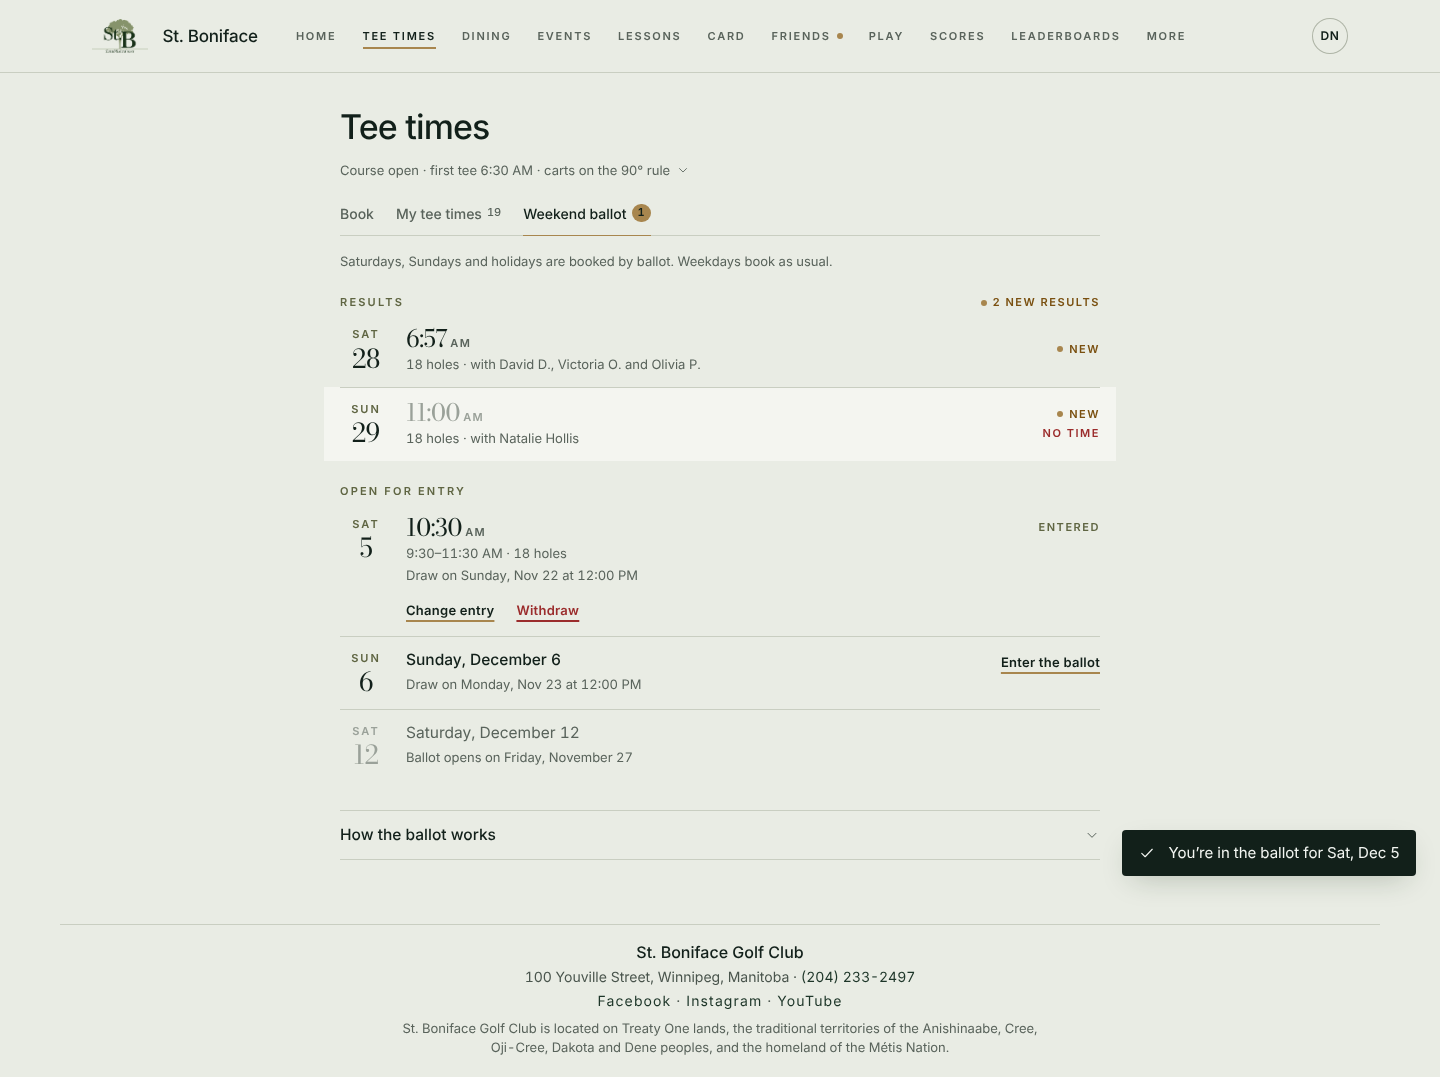 StB
St. Boniface
HOME
TEE TIMES
DINING
EVENTS
LESSONS
CARD
FRIENDS
PLAY
SCORES
LEADERBOARDS
MORE
DN
Tee times
Course open · first tee 6:30 AM · carts on the 90° rule
Book
My tee times 19
Weekend ballot 1
Saturdays, Sundays and holidays are booked by ballot. Weekdays book as usual.
RESULTS
2 NEW RESULTS
SAT
28
6:57 AM
18 holes · with David D., Victoria O. and Olivia P.
NEW
SUN
29
11:00 AM
18 holes · with Natalie Hollis
NEW
NO TIME
OPEN FOR ENTRY
SAT
5
10:30 AM
9:30–11:30 AM · 18 holes
Draw on Sunday, Nov 22 at 12:00 PM
ENTERED
Change entry
Withdraw
SUN
6
Sunday, December 6
Draw on Monday, Nov 23 at 12:00 PM
Enter the ballot
SAT
12
Saturday, December 12
Ballot opens on Friday, November 27
How the ballot works
You’re in the ballot for Sat, Dec 5
St. Boniface Golf Club
100 Youville Street, Winnipeg, Manitoba · (204) 233-2497
Facebook · Instagram · YouTube
St. Boniface Golf Club is located on Treaty One lands, the traditional territories of the Anishinaabe, Cree,
Oji-Cree, Dakota and Dene peoples, and the homeland of the Métis Nation.